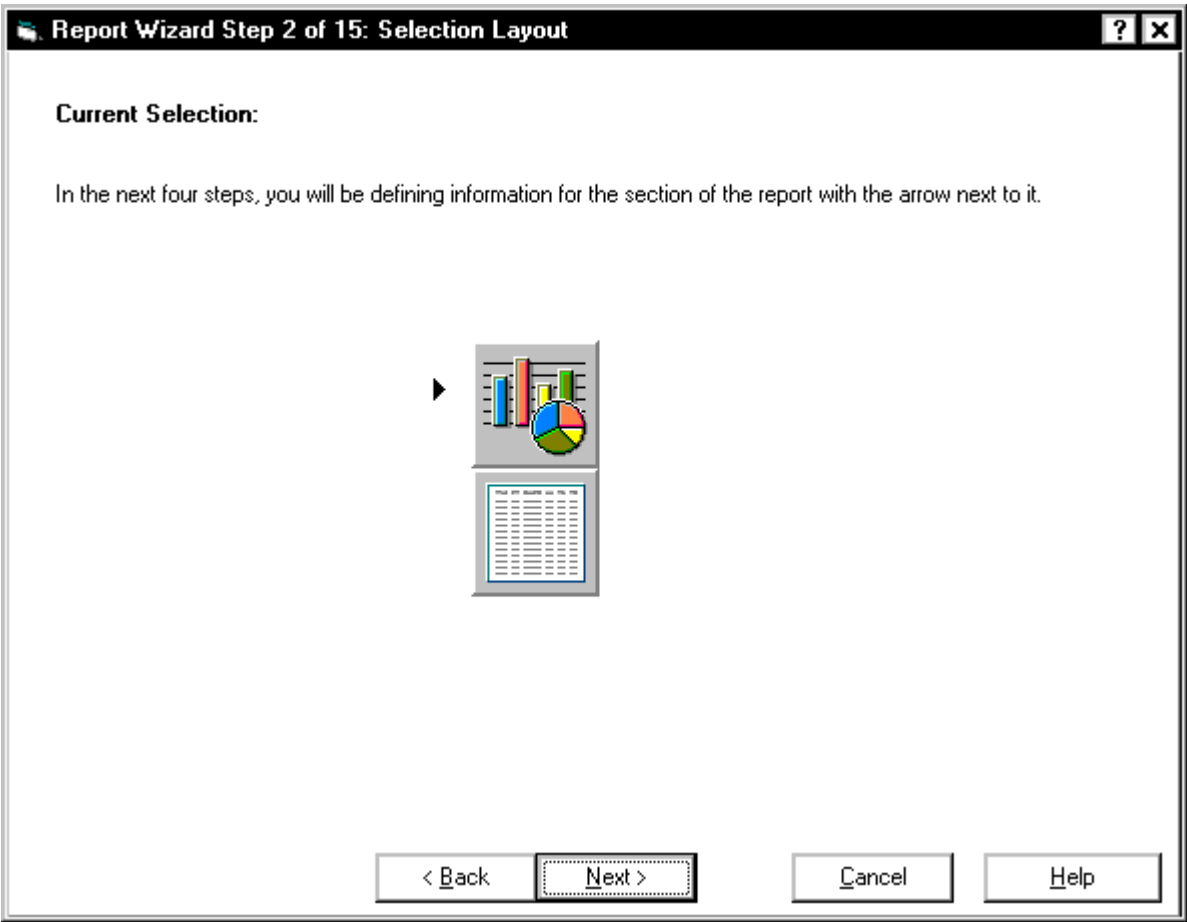 Report Wizard Step 2 of 15: Selection Layout
Current Selection:
In the next four steps, you will be defining information for the section of the report with the arrow next to it.
< Back Next > Cancel Help